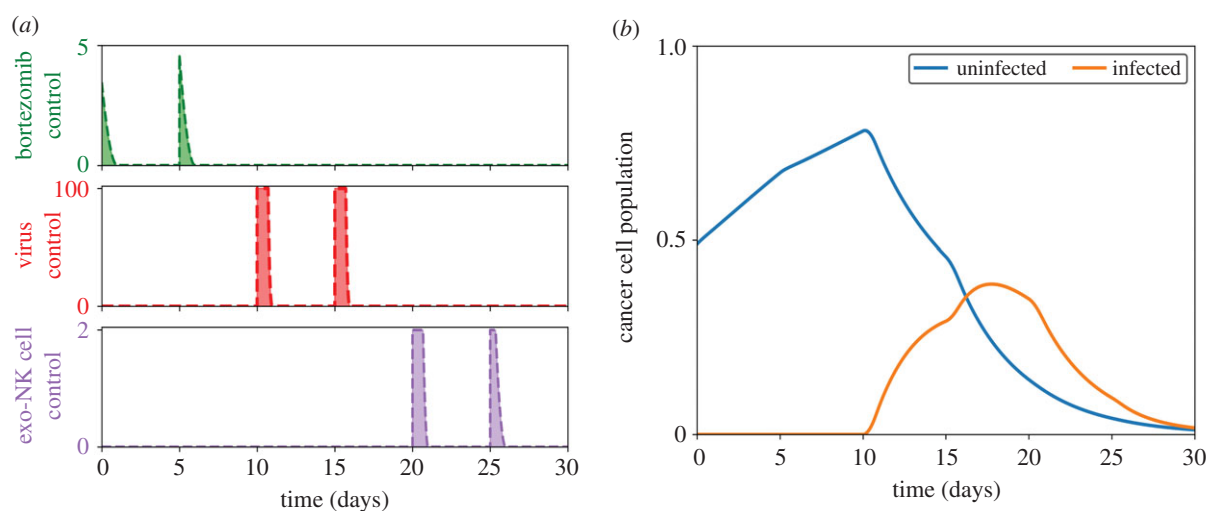 (a)
bortezomib
control
5
0
virus
control
100
0
exo-NK cell
control
2
0
0 5 10 15 20 25 30
time (days)
(b)
cancer cell population
1.0
0.5
0
uninfected infected
0 5 10 15 20 25 30
time (days)